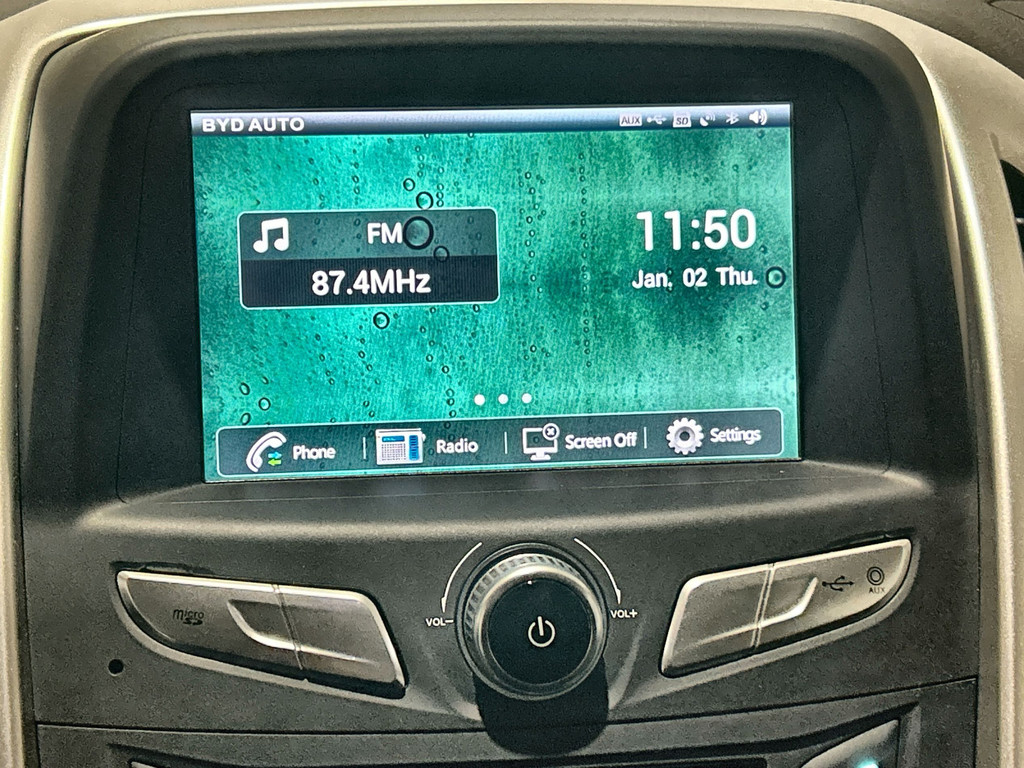 BYD AUTO
AUX SD
FM
87.4MHz
11:50
Jan. 02 Thu.
Phone
Radio
Screen Off
Settings
micro SD
VOL-
VOL+
AUX